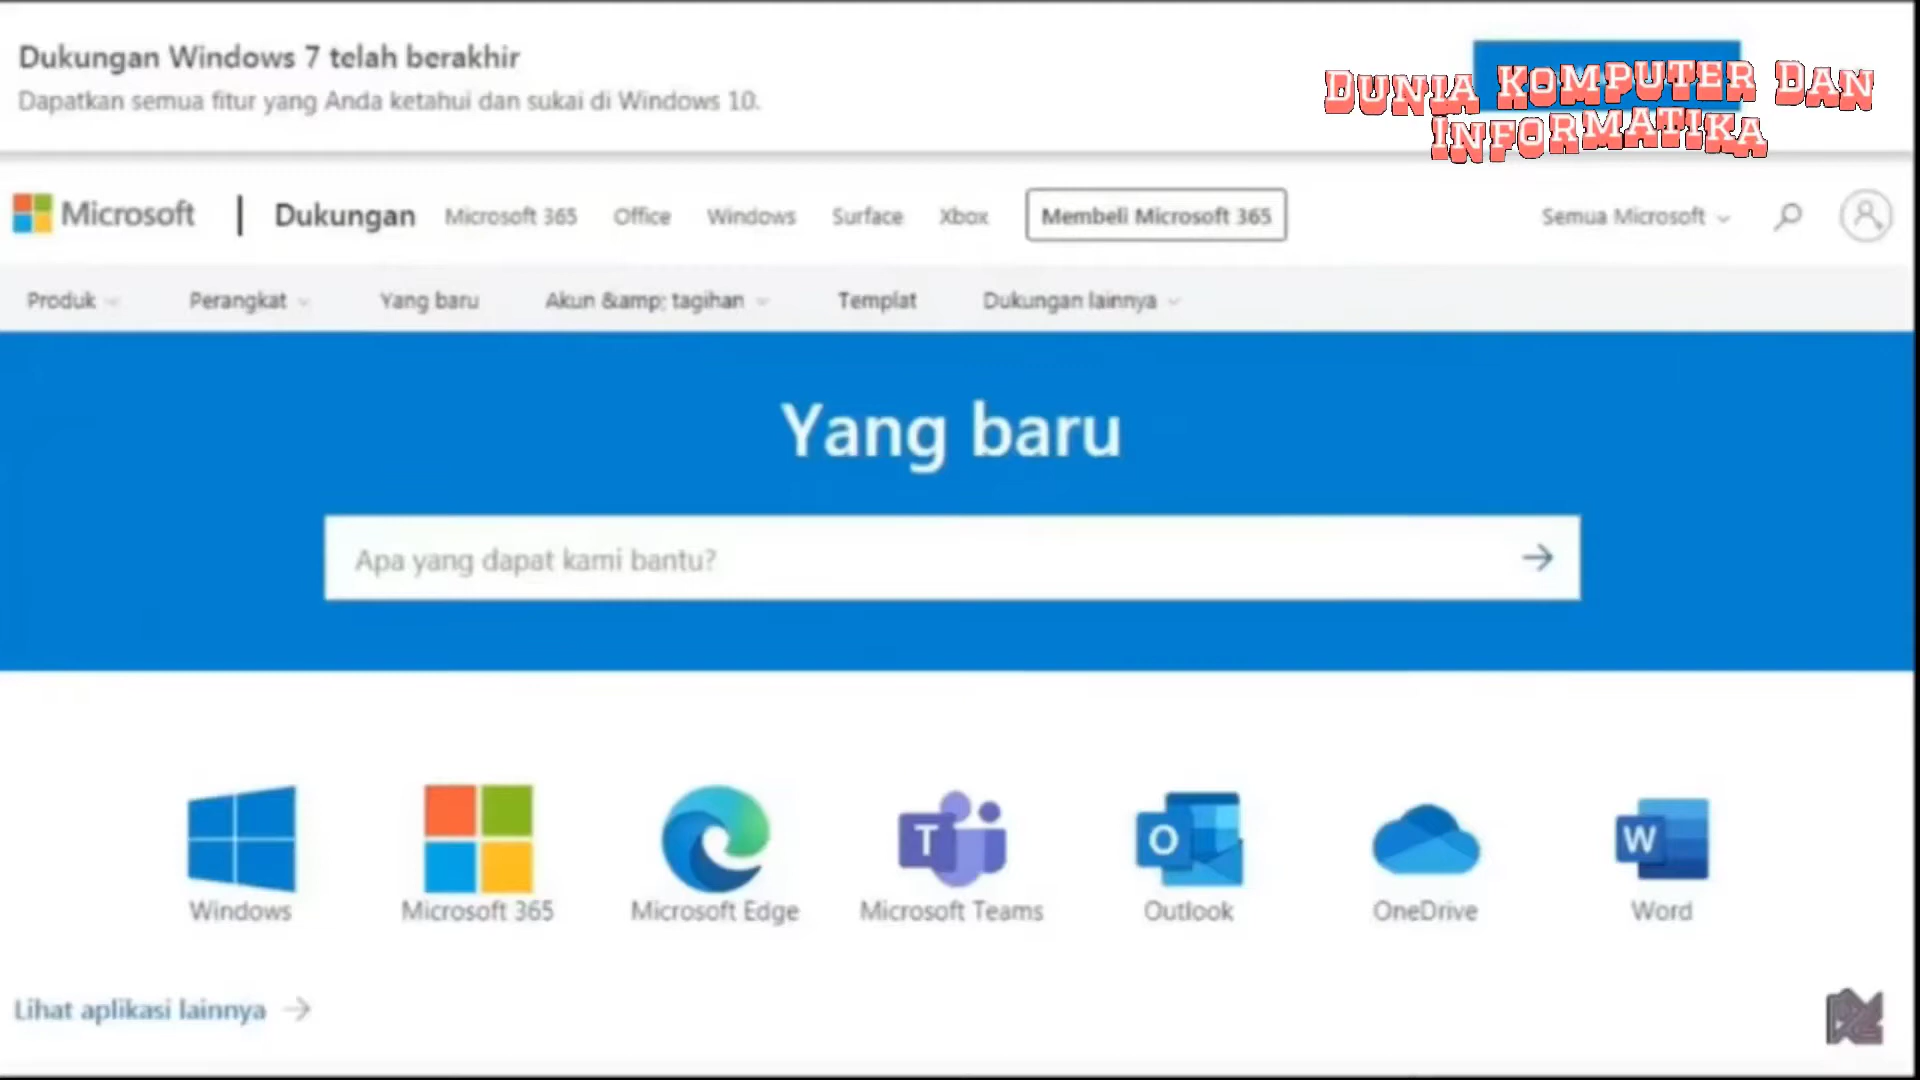 Dukungan Windows 7 telah berakhir
Dapatkan semua fitur yang Anda ketahui dan sukai di Windows 10.
DUNIA KOMPUTER DAN
INFORMATIKA
Microsoft | Dukungan Microsoft 365 Office Windows Surface Xbox Membeli Microsoft 365 Semua Microsoft
Produk Perangkat Yang baru Akun &amp; tagihan Templat Dukungan lainnya
Yang baru
Apa yang dapat kami bantu?
T O W
Windows Microsoft 365 Microsoft Edge Microsoft Teams Outlook OneDrive Word
Lihat aplikasi lainnya